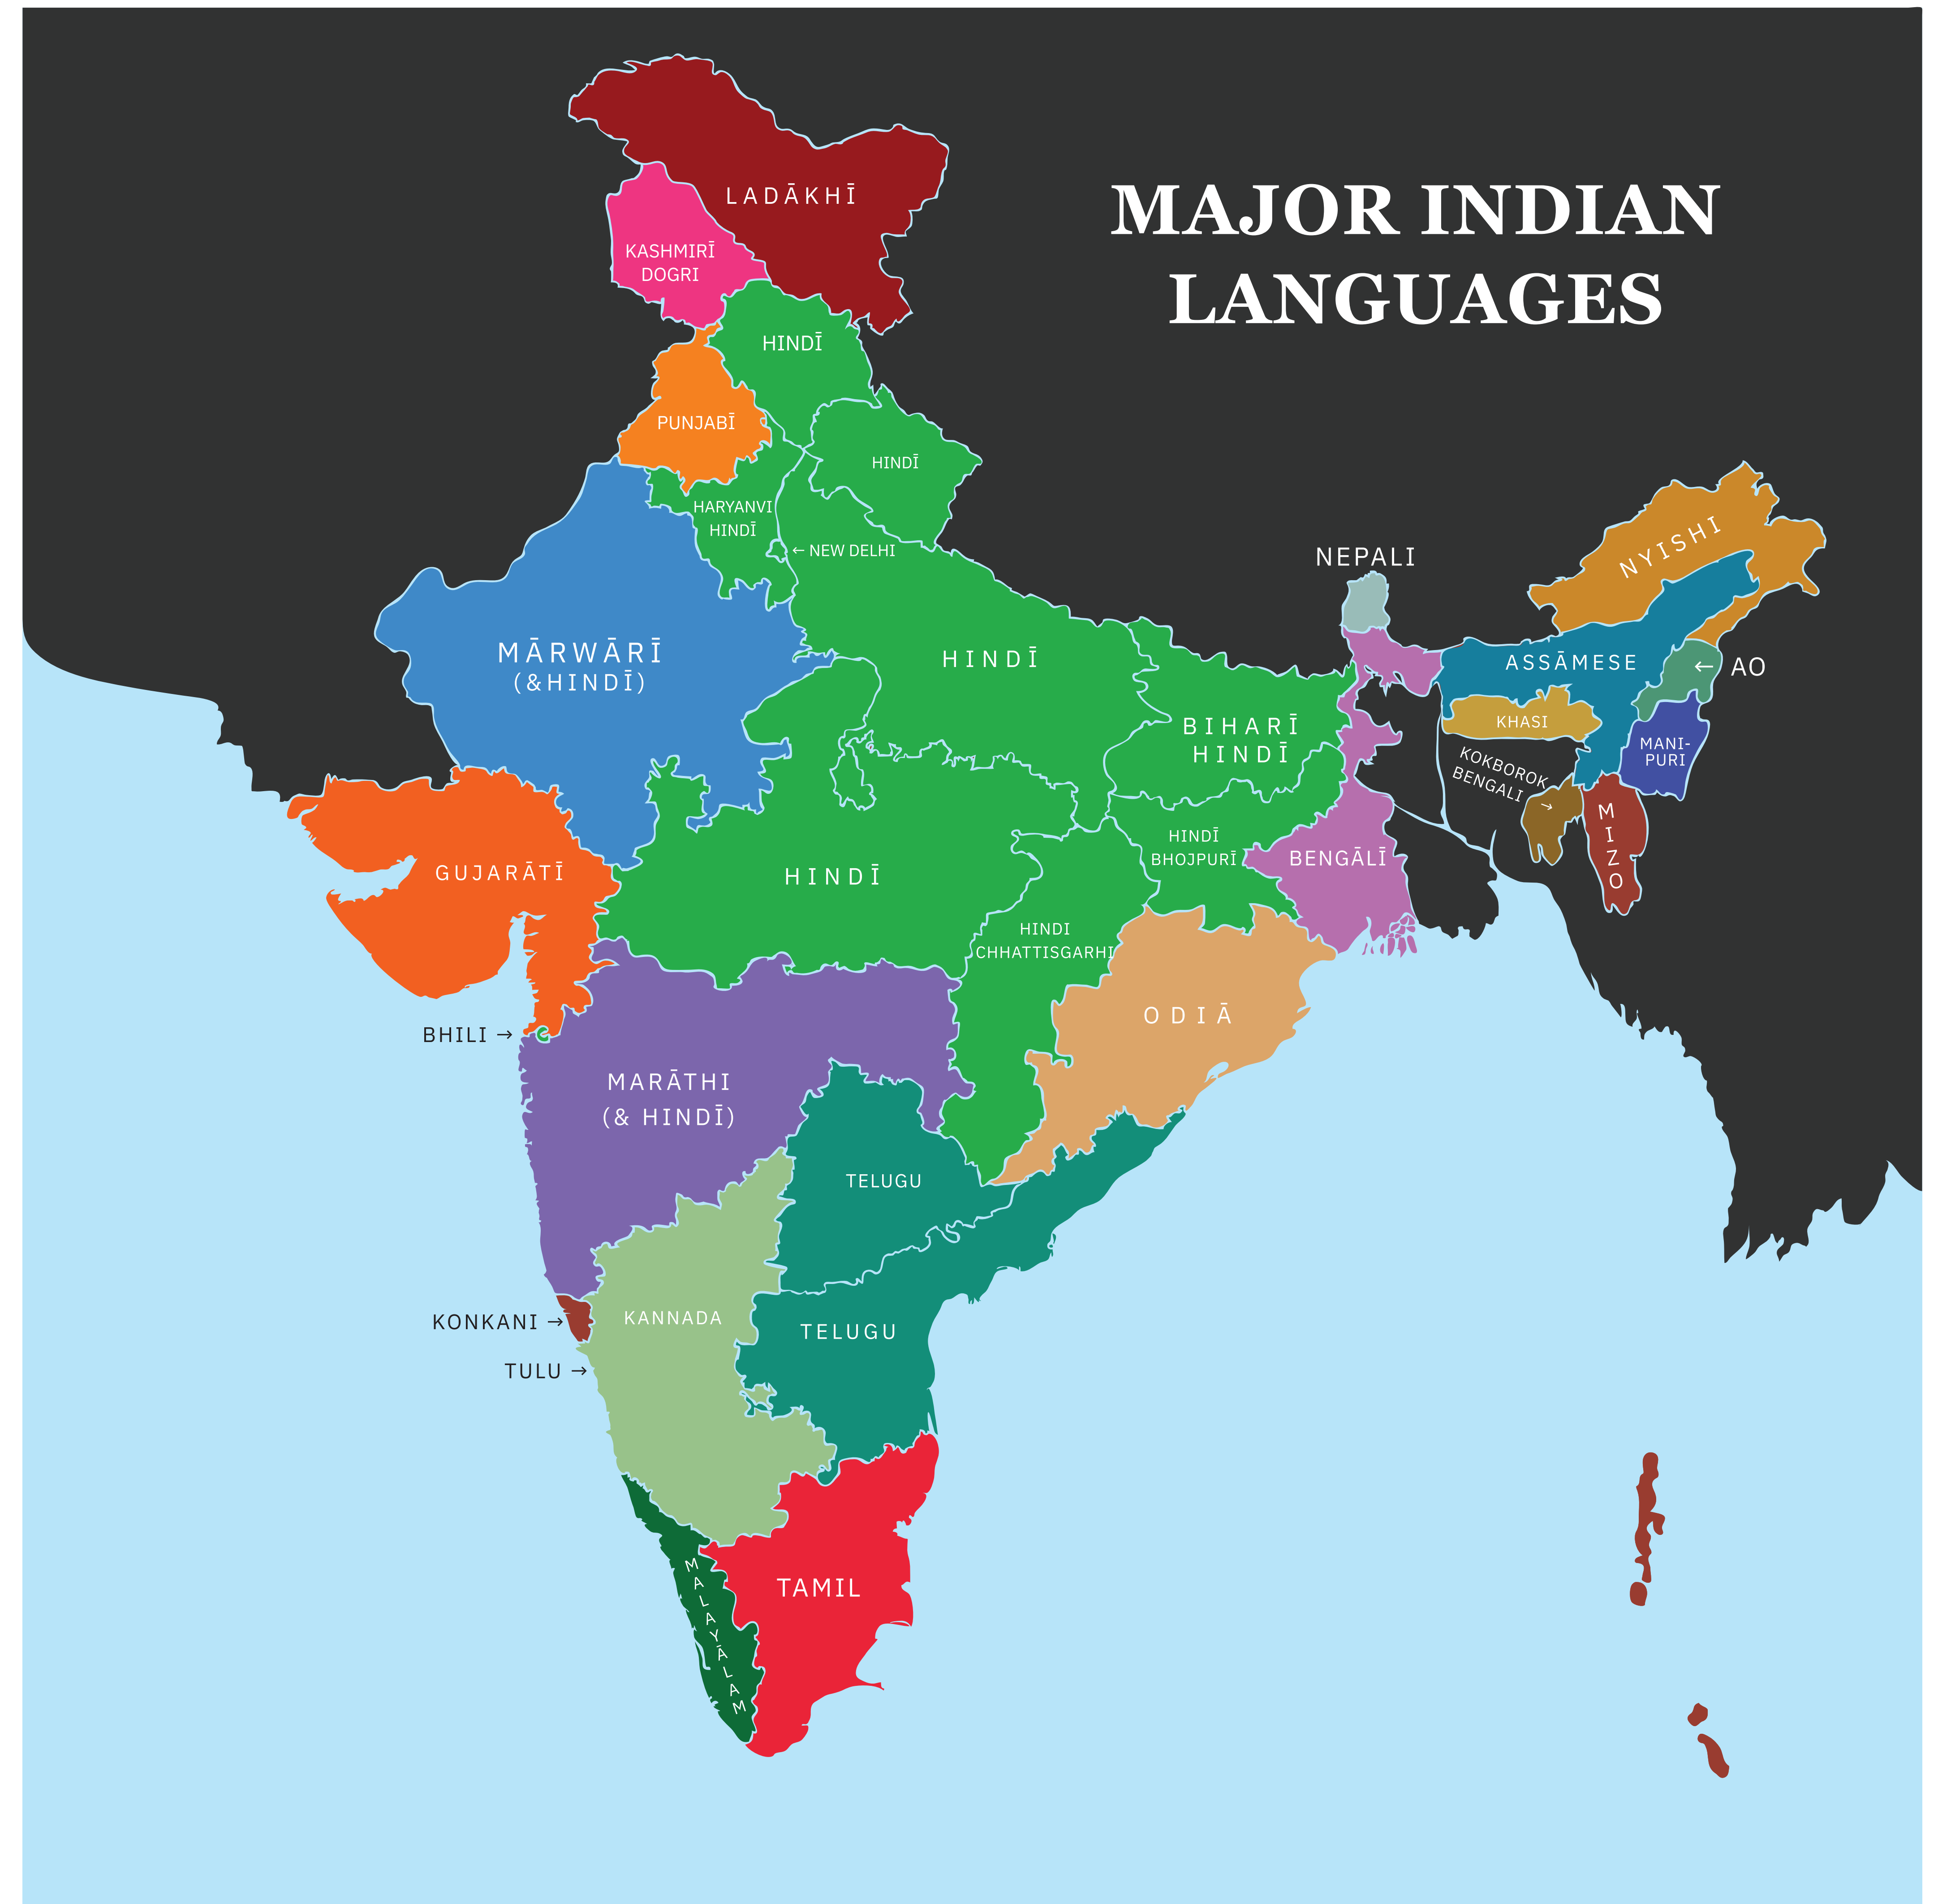 MAJOR INDIAN
LANGUAGES
LADĀKHĪ
KASHMIRĪ
DOGRI
HINDĪ
PUNJABĪ
HINDĪ
HARYANVI
HINDĪ
← NEW DELHI
NYISHI
NEPALI
MĀRWĀRĪ
(&HINDĪ)
HINDĪ
ASSĀMESE
← AO
BIHARĪ
HINDĪ
KHASI
MANI-
PURI
KOKBOROK
BENGALI →
MIZO
HINDĪ
BHOJPURĪ
BENGĀLĪ
GUJARĀTĪ
HINDĪ
HINDI
CHHATTISGARHI
ODIĀ
BHILI →
MARĀTHI
(& HINDĪ)
TELUGU
KONKANI →
KANNADA
TELUGU
TULU →
TAMIL
MALAYĀLAM